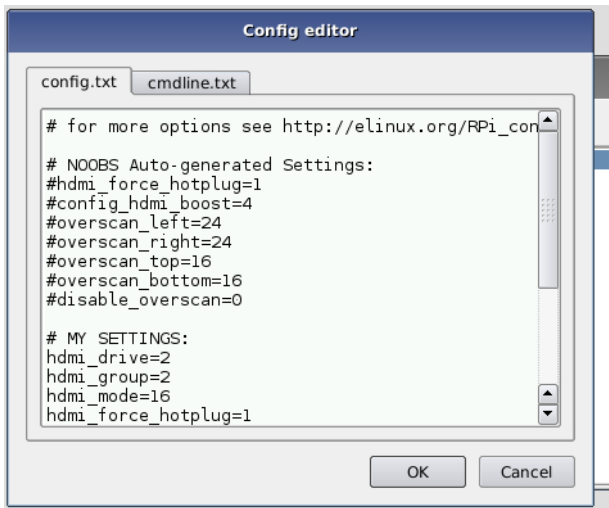 Config editor
config.txt
cmdline.txt
# for more options see http://elinux.org/RPi_con
# NOOBS Auto-generated Settings:
#hdmi_force_hotplug=1
#config_hdmi_boost=4
#overscan_left=24
#overscan_right=24
#overscan_top=16
#overscan_bottom=16
#disable_overscan=0
# MY SETTINGS:
hdmi_drive=2
hdmi_group=2
hdmi_mode=16
hdmi_force_hotplug=1
OK
Cancel